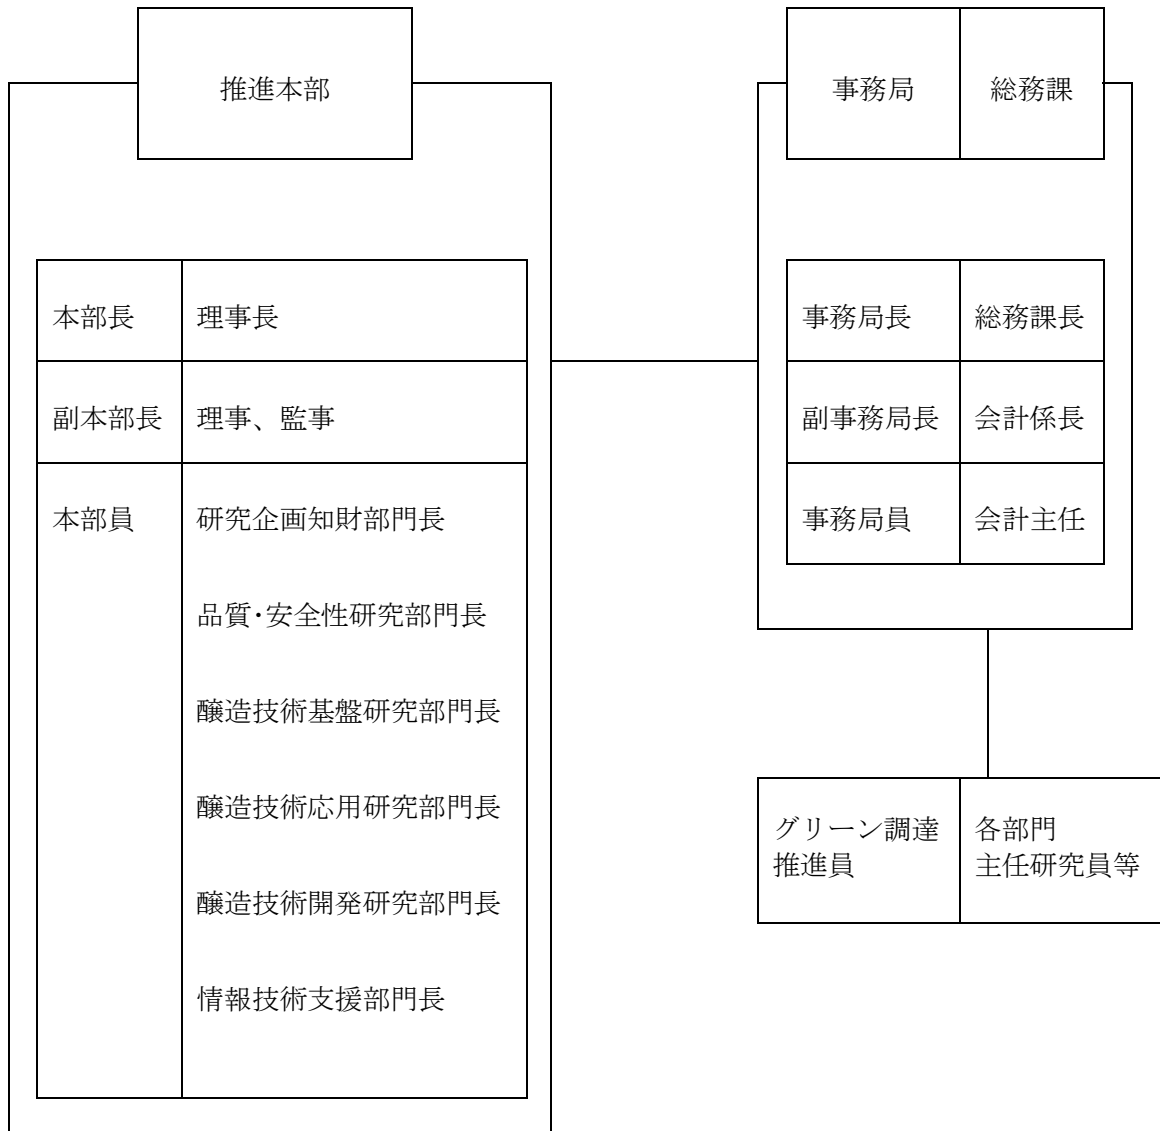 推進本部
本部長 理事長
副本部長 理事、監事
本部員 研究企画知財部門長
品質・安全性研究部門長
醸造技術基盤研究部門長
醸造技術応用研究部門長
醸造技術開発研究部門長
情報技術支援部門長
事務局 総務課
事務局長 総務課長
副事務局長 会計係長
事務局員 会計主任
グリーン調達
推進員
各部門
主任研究員等